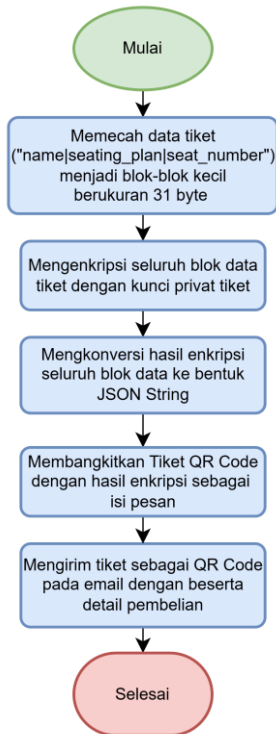 Mulai
Memecah data tiket
("name|seating_plan|seat_number")
menjadi blok-blok kecil
berukuran 31 byte
Mengenkripsi seluruh blok data
tiket dengan kunci privat tiket
Mengkonversi hasil enkripsi
seluruh blok data ke bentuk
JSON String
Membangkitkan Tiket QR Code
dengan hasil enkripsi sebagai
isi pesan
Mengirim tiket sebagai QR Code
pada email dengan beserta
detail pembelian
Selesai